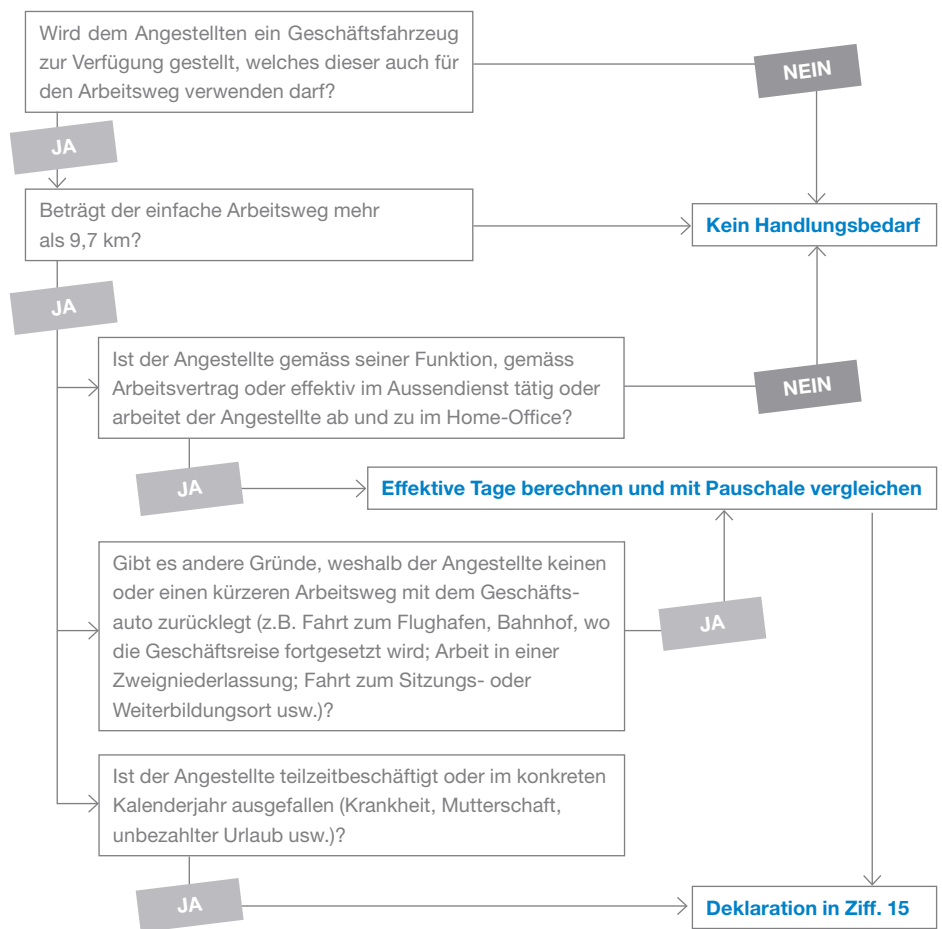 Wird dem Angestellten ein Geschäftsfahrzeug
zur Verfügung gestellt, welches dieser auch für
den Arbeitsweg verwenden darf?
NEIN
JA
Beträgt der einfache Arbeitsweg mehr
als 9,7 km?
Kein Handlungsbedarf
JA
Ist der Angestellte gemäss seiner Funktion, gemäss
Arbeitsvertrag oder effektiv im Aussendienst tätig oder
arbeitet der Angestellte ab und zu im Home-Office?
NEIN
JA
Effektive Tage berechnen und mit Pauschale vergleichen
Gibt es andere Gründe, weshalb der Angestellte keinen
oder einen kürzeren Arbeitsweg mit dem Geschäfts-
auto zurücklegt (z.B. Fahrt zum Flughafen, Bahnhof, wo
die Geschäftsreise fortgesetzt wird; Arbeit in einer
Zweigniederlassung; Fahrt zum Sitzungs- oder
Weiterbildungsort usw.)?
JA
Ist der Angestellte teilzeitbeschäftigt oder im konkreten
Kalenderjahr ausgefallen (Krankheit, Mutterschaft,
unbezahlter Urlaub usw.)?
JA
Deklaration in Ziff. 15